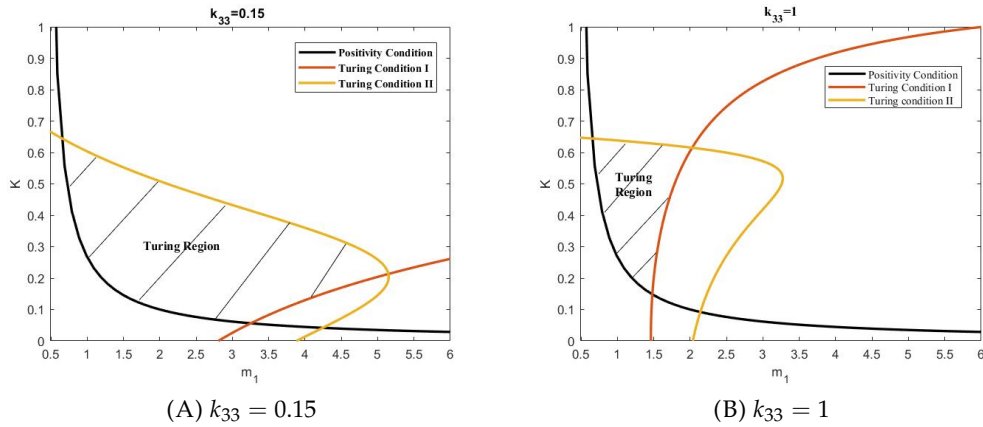 k33=0.15
1
0.9
0.8
0.7
0.6
0.5
0.4
0.3
0.2
0.1
0
K
Positivity Condition
Turing Condition I
Turing Condition II
Turing Region
0.5 1 1.5 2 2.5 3 3.5 4 4.5 5 5.5 6
m1
(A) k33 = 0.15
k33=1
1
0.9
0.8
0.7
0.6
0.5
0.4
0.3
0.2
0.1
0
K
Positivity Condition
Turing Condition I
Turing condition II
Turing
Region
0.5 1 1.5 2 2.5 3 3.5 4 4.5 5 5.5 6
m1
(B) k33 = 1